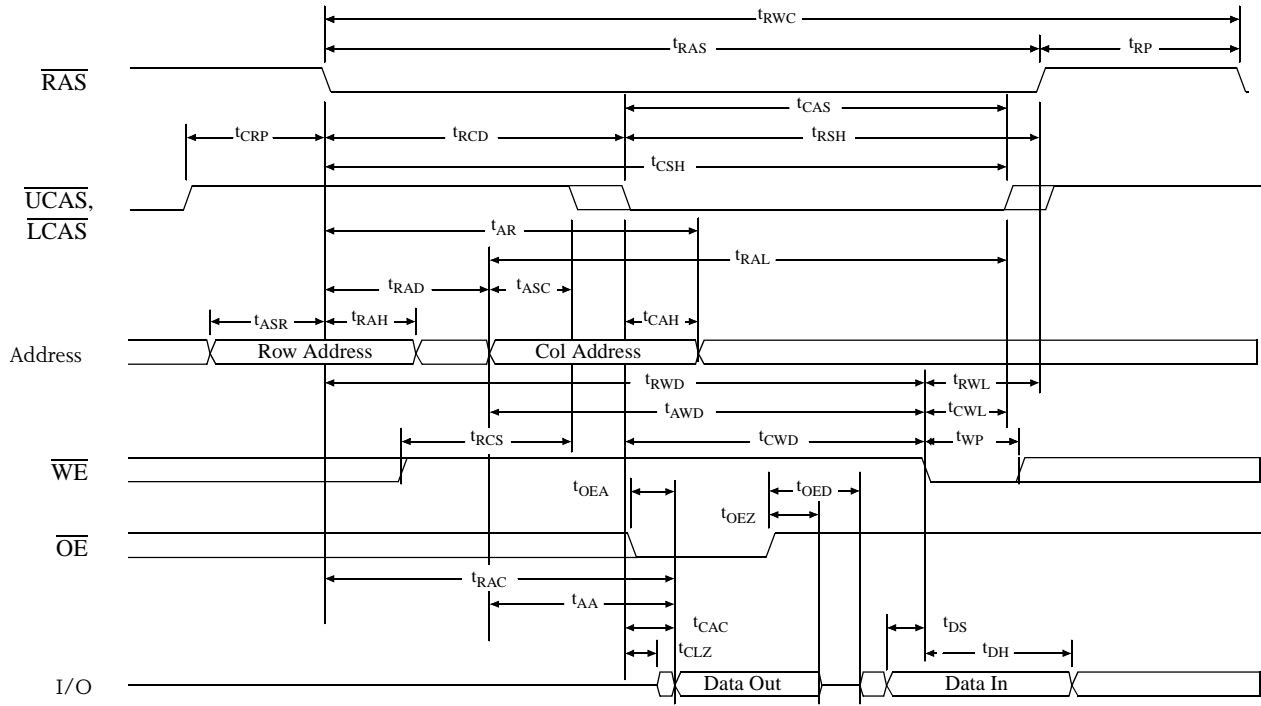 tRWC
tRAS tRP
RAS
tCAS
tCRP tRCD tRSH
tCSH
UCAS,
LCAS
tAR
tRAL
tRAD tASC
tASR tRAH tCAH
Address Row Address Col Address
tRWD tRWL
tAWD tCWL
tRCS tCWD tWP
WE
tOEA tOED
tOEZ
OE
tRAC
tAA
tCAC tDS
tCLZ tDH
I/O Data Out Data In